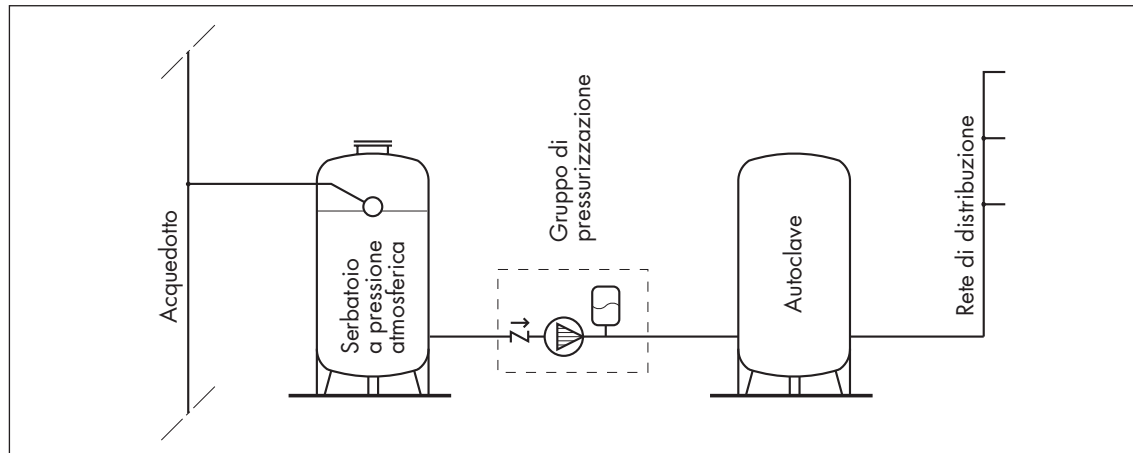 Acquedotto
Serbatoio
a pressione
atmosferica
Gruppo di
pressurizzazione
Autoclave
Rete di distribuzione